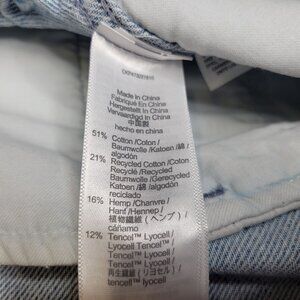 Made in China
Fabriqué En Chine
Hergestellt In China
Vervaardigd In China
中国製
hecho en chino
51% Cotton /Coton /
Baumwolle /Katoen /綿 /
algodón
21% Recycled Cotton /Coton
Recyclé /Recycelte
Baumwolle /Gerecycled
Katoen /綿 /algodón
reciclado
16% Hemp /Chanvre /
Hanf /Hennep /
植物繊維 (ヘンプ) /
cáñamo
12% Tencel™ Lyocell /
Lyocell Tencel™ /
Tencel™ Lyocell /
Tencel™ Lyocell /
再生繊維 (リヨセル) /
tencell™ lyocell